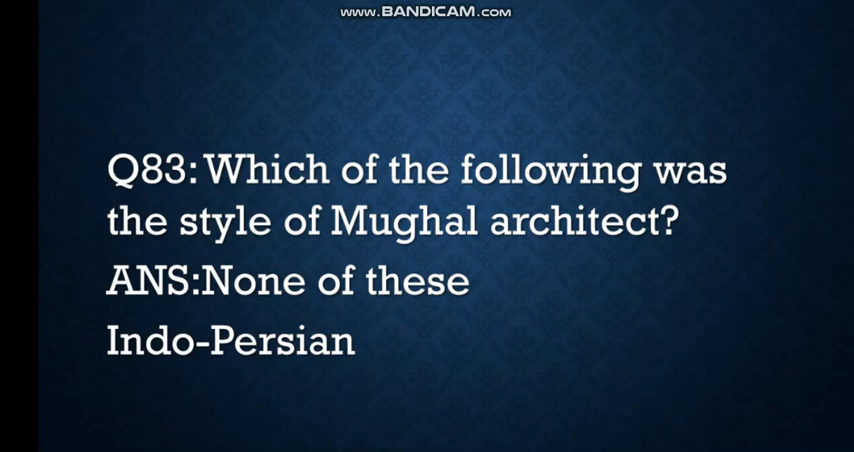 www.BANDICAM.com
Q83: Which of the following was
the style of Mughal architect?
ANS:None of these
Indo-Persian